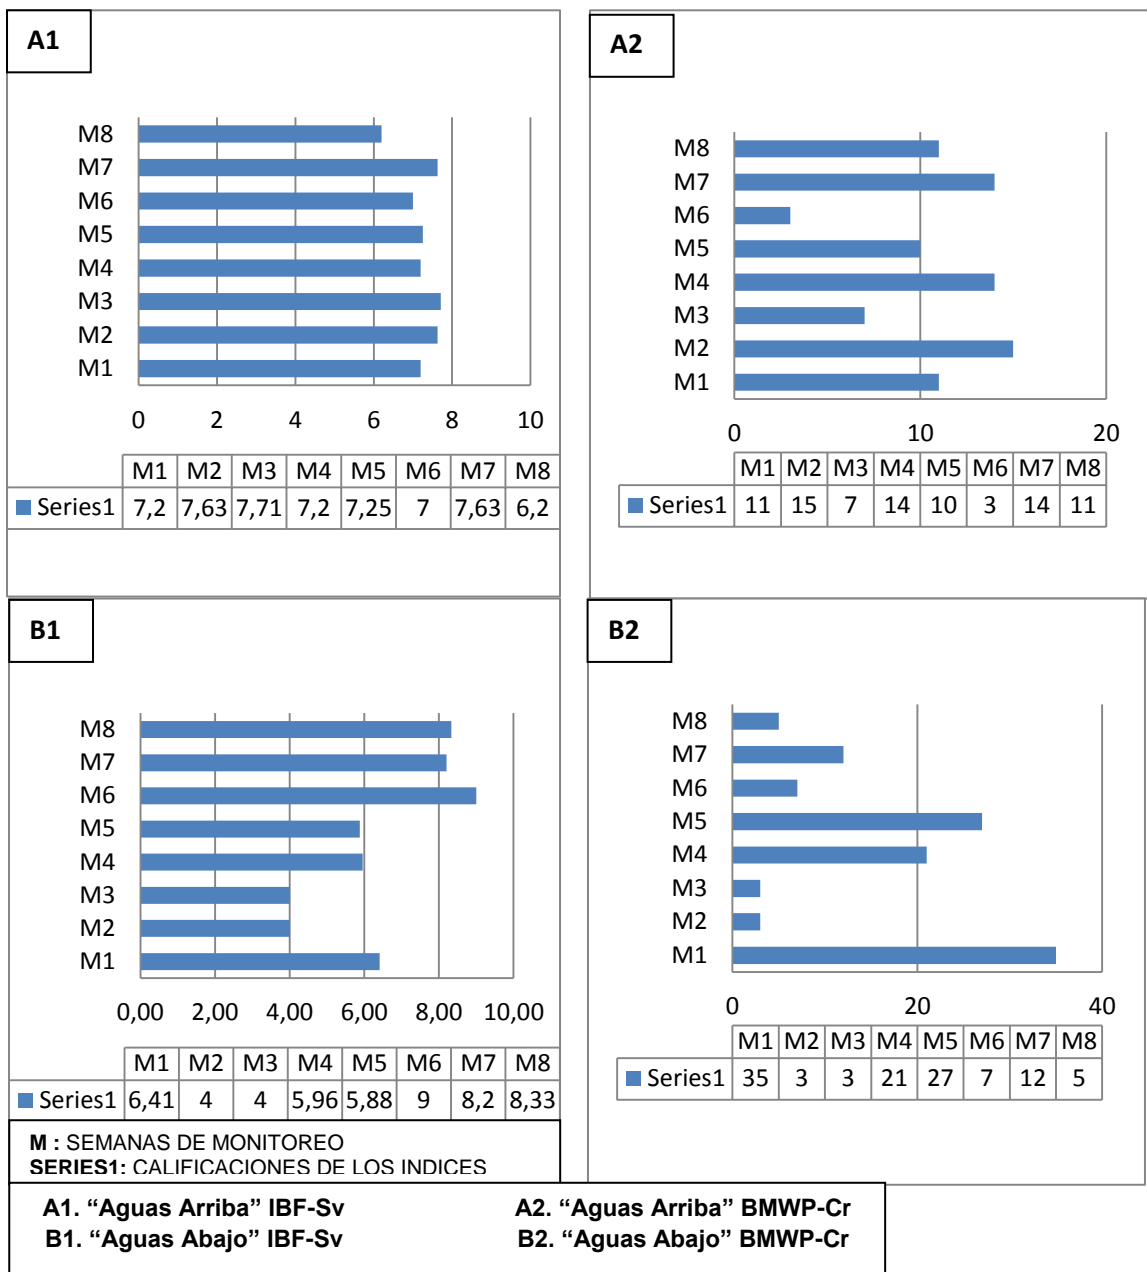 A1
M8
M7
M6
M5
M4
M3
M2
M1
0 2 4 6 8 10
M1 M2 M3 M4 M5 M6 M7 M8
Series1 7,2 7,63 7,71 7,2 7,25 7 7,63 6,2
A2
M8
M7
M6
M5
M4
M3
M2
M1
0 10 20
M1 M2 M3 M4 M5 M6 M7 M8
Series1 11 15 7 14 10 3 14 11
B1
M8
M7
M6
M5
M4
M3
M2
M1
0,00 2,00 4,00 6,00 8,00 10,00
M1 M2 M3 M4 M5 M6 M7 M8
Series1 6,41 4 4 5,96 5,88 9 8,2 8,33
B2
M8
M7
M6
M5
M4
M3
M2
M1
0 20 40
M1 M2 M3 M4 M5 M6 M7 M8
Series1 35 3 3 21 27 7 12 5
M : SEMANAS DE MONITOREO
SERIES1: CALIFICACIONES DE LOS INDICES
A1. “Aguas Arriba” IBF-Sv A2. “Aguas Arriba” BMWP-Cr
B1. “Aguas Abajo” IBF-Sv B2. “Aguas Abajo” BMWP-Cr